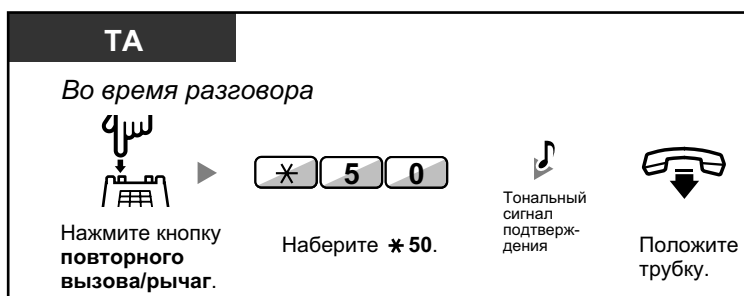 ТА
Во время разговора
✳ 5 0
Нажмите кнопку
повторного
вызова/рычаг.
Наберите ✳ 50.
Тональный
сигнал
подтверж-
дения
Положите
трубку.